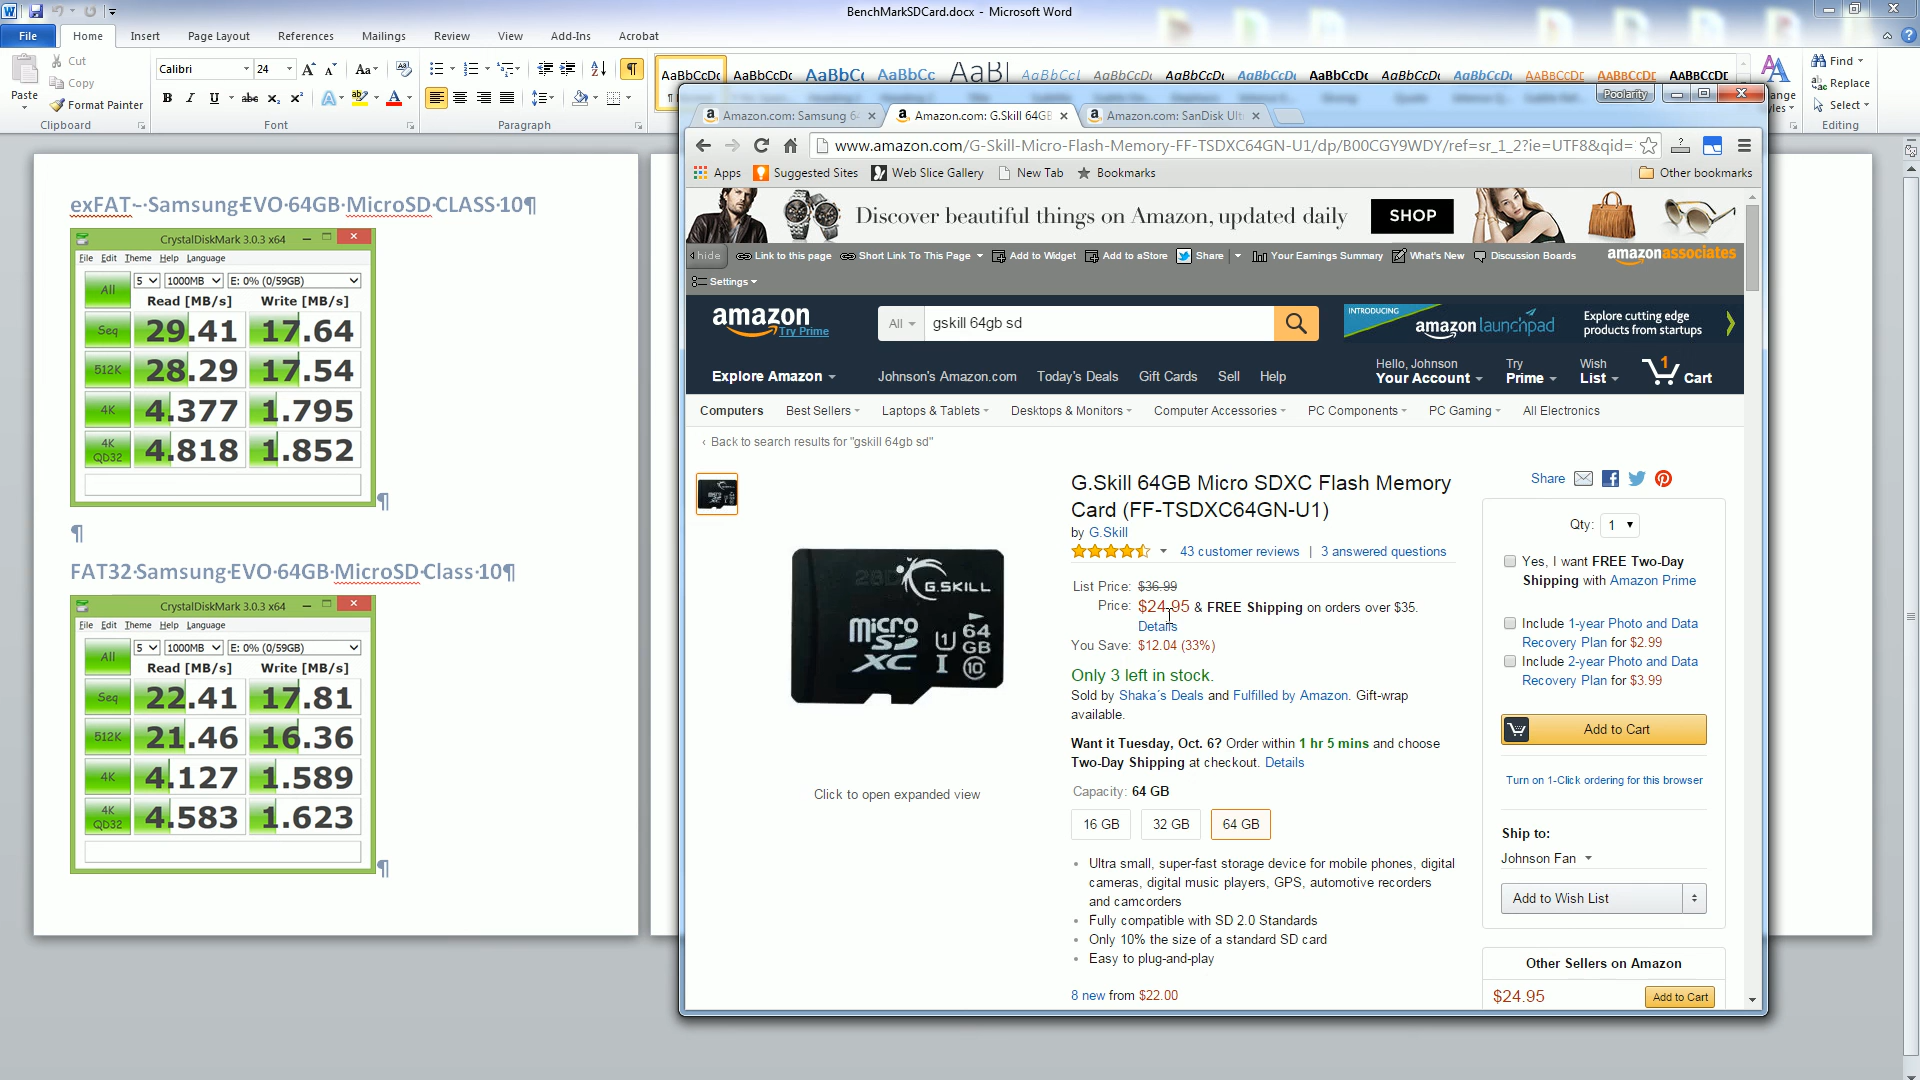 BenchMarkSDCard.docx - Microsoft Word
File Home Insert Page Layout References Mailings Review View Add-Ins Acrobat
Paste
Cut
Copy
Format Painter
Clipboard
Calibri 24
Font
Paragraph
AaBbCcDc AaBbCcDc AaBbCc AaBbCc AaB
Find
Replace
Select
Editing
exFAT·-·Samsung·EVO·64GB·MicroSD·CLASS·10¶
CrystalDiskMark 3.0.3 x64
File Edit Theme Help Language
All 5 1000MB E: 0% (0/59GB)
Read [MB/s] Write [MB/s]
Seq 29.41 17.64
512K 28.29 17.54
4K 4.377 1.795
4K QD32 4.818 1.852
¶
¶
FAT32·Samsung·EVO·64GB·MicroSD·Class·10¶
CrystalDiskMark 3.0.3 x64
File Edit Theme Help Language
All 5 1000MB E: 0% (0/59GB)
Read [MB/s] Write [MB/s]
Seq 22.41 17.81
512K 21.46 16.36
4K 4.127 1.589
4K QD32 4.583 1.623
¶
Poolarity
Amazon.com: Samsung 64
Amazon.com: G.Skill 64GB
Amazon.com: SanDisk Ult
www.amazon.com/G-Skill-Micro-Flash-Memory-FF-TSDXC64GN-U1/dp/B00CGY9WDY/ref=sr_1_2?ie=UTF8&qid=
Apps Suggested Sites Web Slice Gallery New Tab Bookmarks Other bookmarks
Discover beautiful things on Amazon, updated daily SHOP
hide Link to this page Short Link To This Page Add to Widget Add to aStore Share Your Earnings Summary What's New Discussion Boards amazonassociates
Settings
amazon Try Prime
All gskill 64gb sd
INTRODUCING amazon launchpad
Explore cutting edge products from startups
Explore Amazon Johnson's Amazon.com Today's Deals Gift Cards Sell Help
Hello, Johnson
Your Account
Try
Prime
Wish
List
1 Cart
Computers Best Sellers Laptops & Tablets Desktops & Monitors Computer Accessories PC Components PC Gaming All Electronics
‹ Back to search results for "gskill 64gb sd"
G.SKILL
micro SD XC
U1 I 64 GB 10
Click to open expanded view
G.Skill 64GB Micro SDXC Flash Memory
Card (FF-TSDXC64GN-U1)
by G.Skill
43 customer reviews | 3 answered questions
List Price: $36.99
Price: $24.95 & FREE Shipping on orders over $35.
Details
You Save: $12.04 (33%)
Only 3 left in stock.
Sold by Shaka´s Deals and Fulfilled by Amazon. Gift-wrap
available.
Want it Tuesday, Oct. 6? Order within 1 hr 5 mins and choose
Two-Day Shipping at checkout. Details
Capacity: 64 GB
16 GB 32 GB 64 GB
• Ultra small, super-fast storage device for mobile phones, digital
cameras, digital music players, GPS, automotive recorders
and camcorders
• Fully compatible with SD 2.0 Standards
• Only 10% the size of a standard SD card
• Easy to plug-and-play
8 new from $22.00
Share
Qty: 1
Yes, I want FREE Two-Day
Shipping with Amazon Prime
Include 1-year Photo and Data
Recovery Plan for $2.99
Include 2-year Photo and Data
Recovery Plan for $3.99
Add to Cart
Turn on 1-Click ordering for this browser
Ship to:
Johnson Fan
Add to Wish List
Other Sellers on Amazon
$24.95 Add to Cart